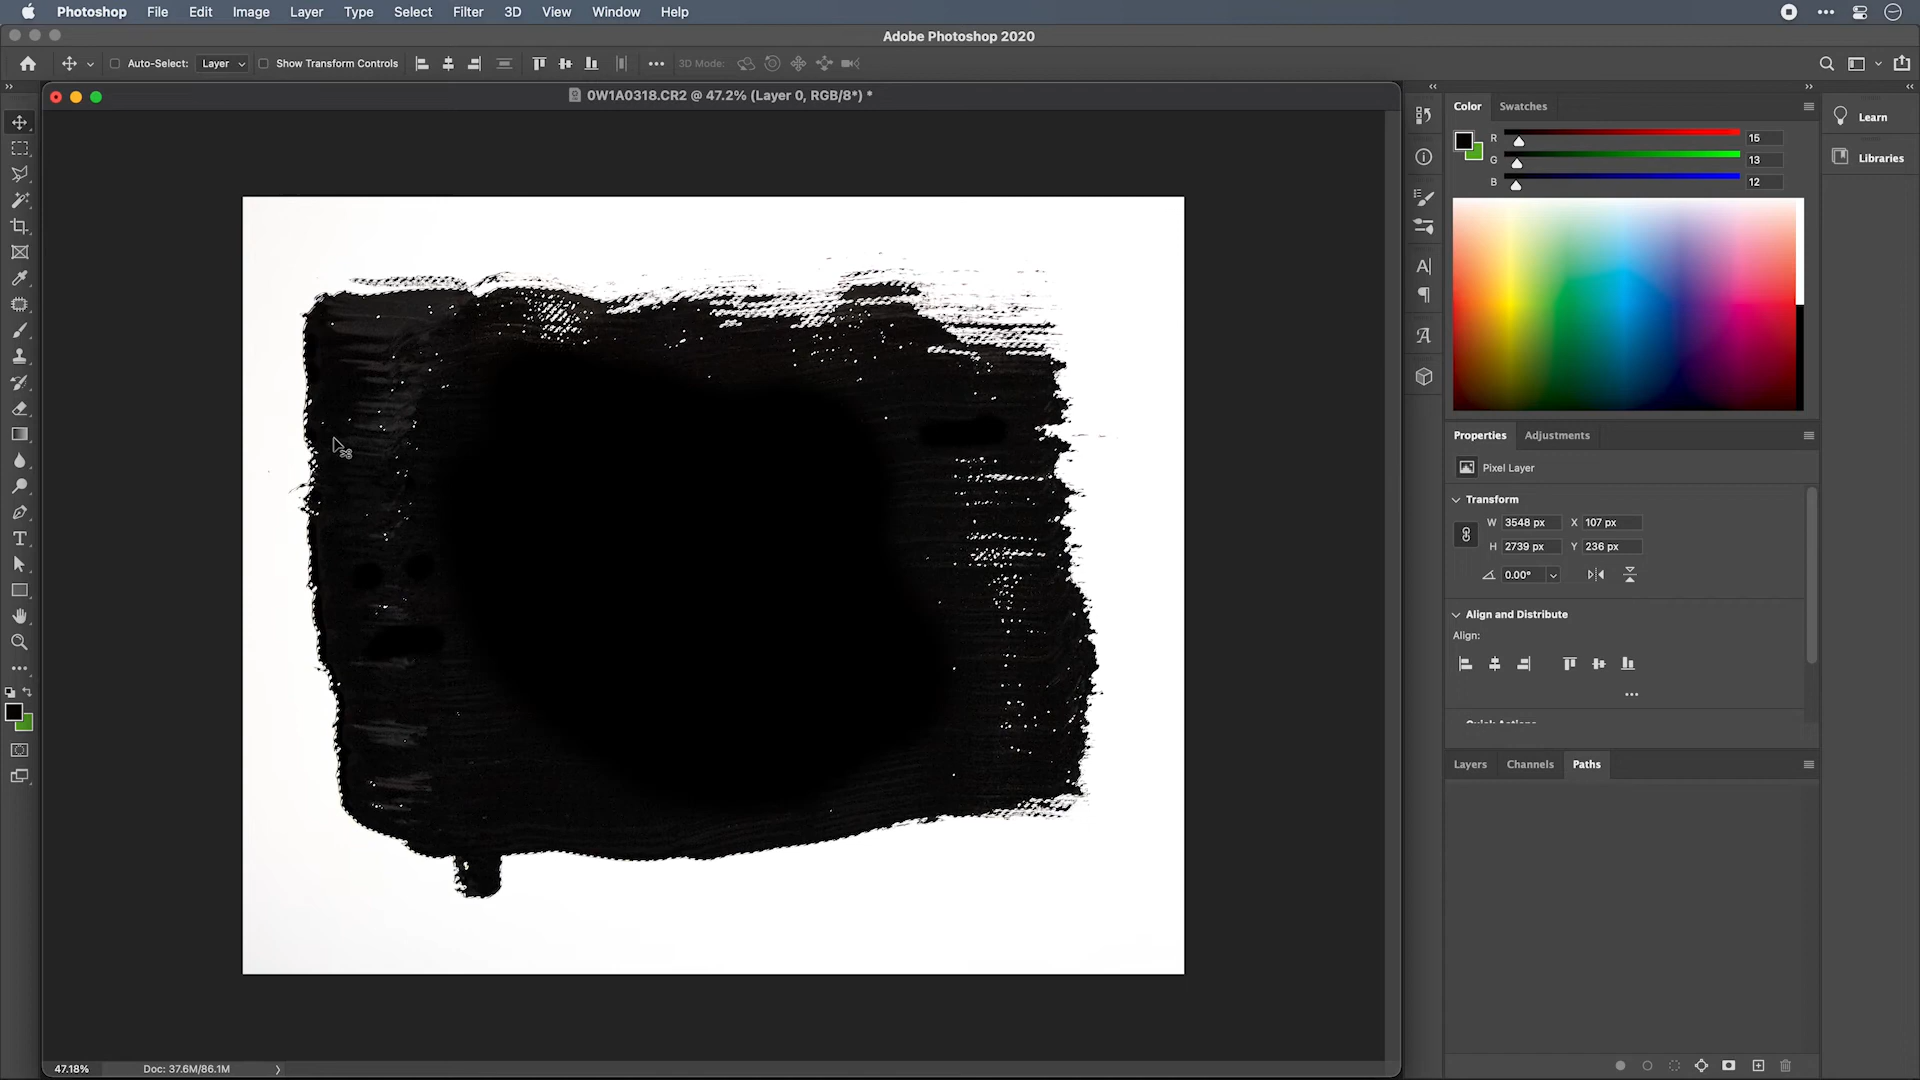 Photoshop File Edit Image Layer Type Select Filter 3D View Window Help
Adobe Photoshop 2020
Auto-Select: Layer Show Transform Controls 3D Mode:
0W1A0318.CR2 @ 47.2% (Layer 0, RGB/8*) *
Color Swatches
R 15
G 13
B 12
Learn
Libraries
Properties Adjustments
Pixel Layer
Transform
W 3548 px X 107 px
H 2739 px Y 236 px
0.00°
Align and Distribute
Align:
Quick Actions
Layers Channels Paths
47.18% Doc: 37.6M/86.1M